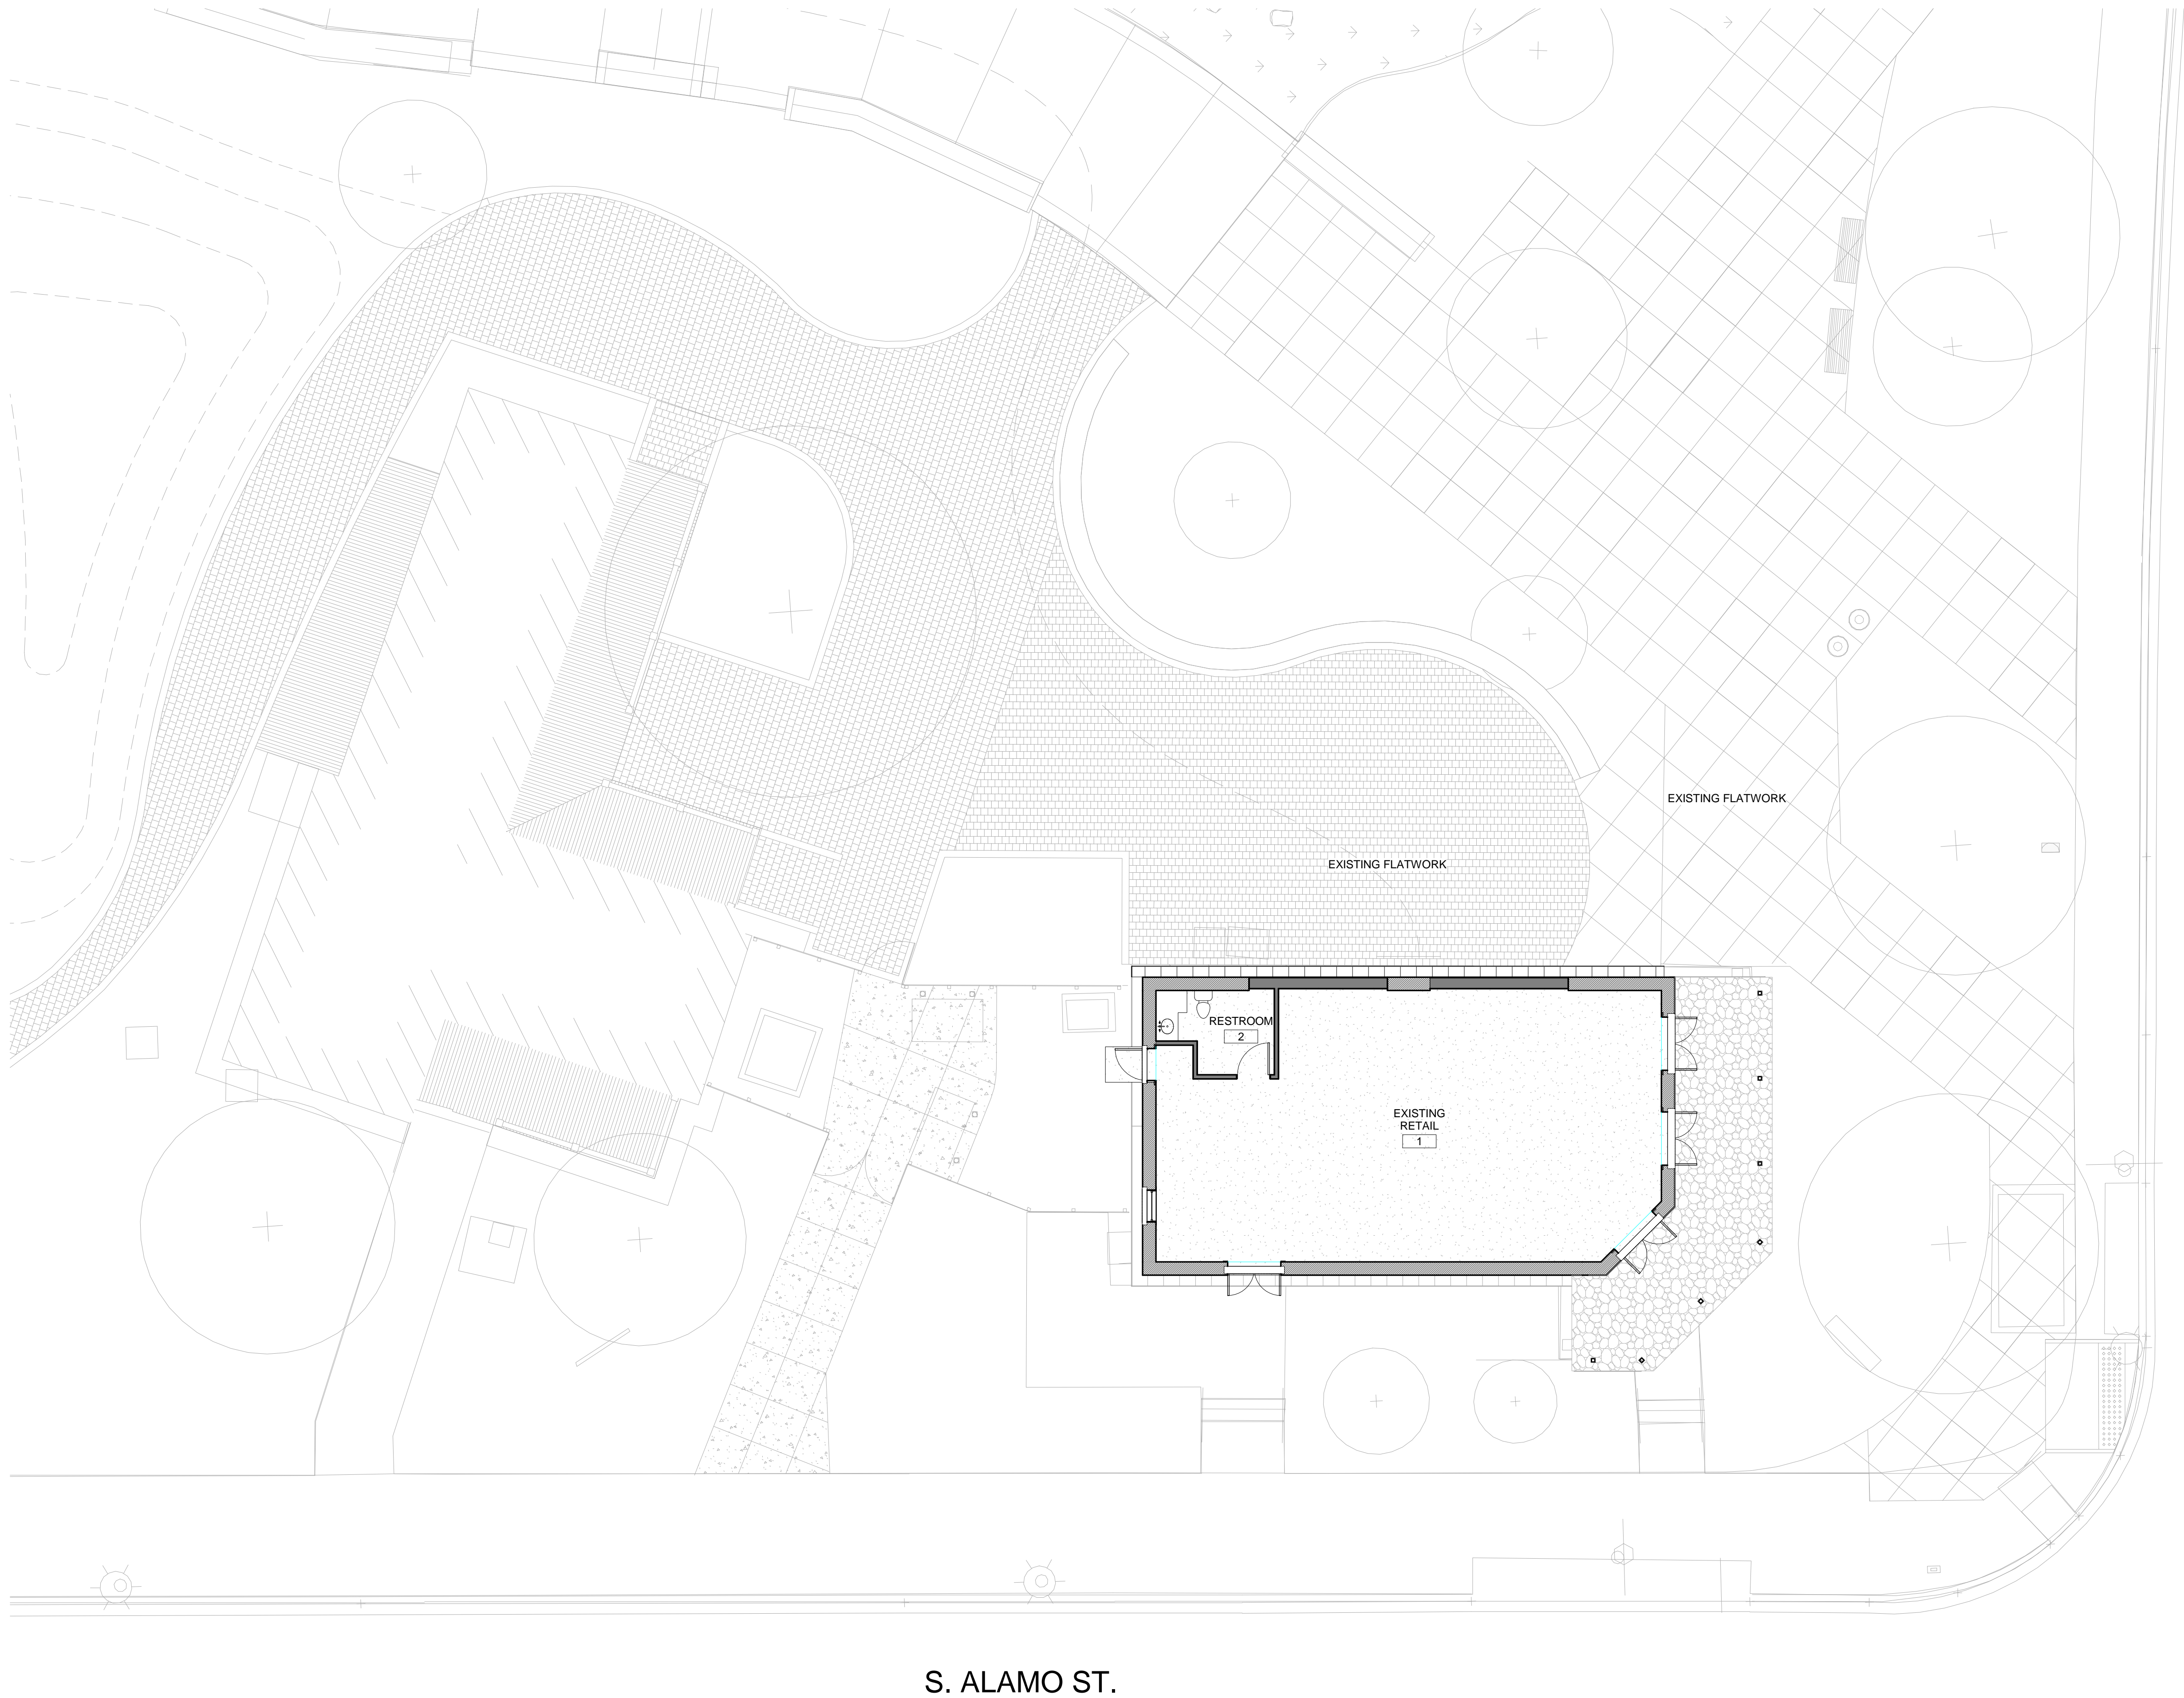 EXISTING FLATWORK
EXISTING FLATWORK
RESTROOM
2
EXISTING
RETAIL
1
S. ALAMO ST.